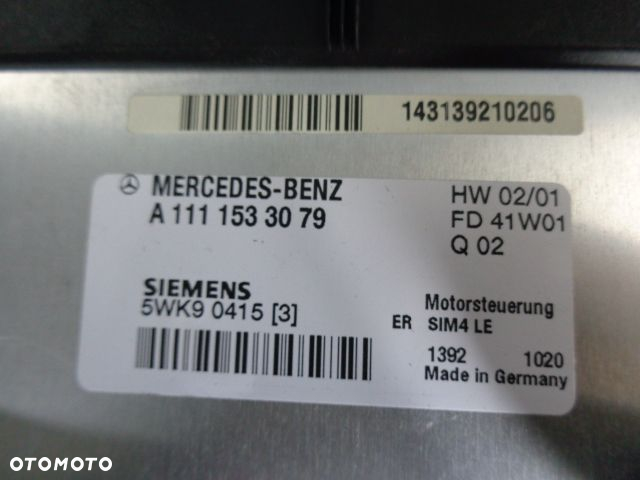 143139210206
MERCEDES-BENZ
A 111 153 30 79
HW 02/01
FD 41W01
Q 02
SIEMENS
5WK9 0415 [3]
Motorsteuerung
ER SIM4 LE
1392 1020
Made in Germany
OTOMOTO